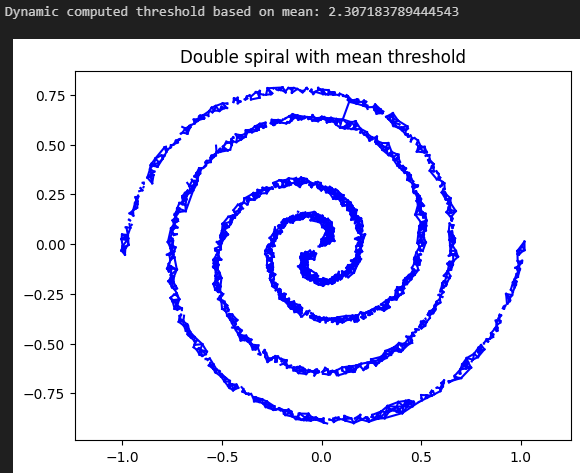 Dynamic computed threshold based on mean: 2.307183789444543
Double spiral with mean threshold
0.75
0.50
0.25
0.00
−0.25
−0.50
−0.75
−1.0 −0.5 0.0 0.5 1.0